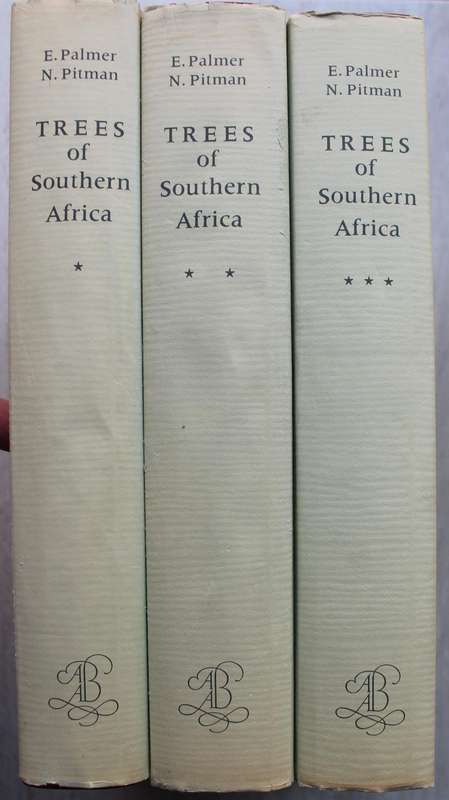 E. Palmer
N. Pitman
TREES
of
Southern
Africa
★
E. Palmer
N. Pitman
TREES
of
Southern
Africa
★ ★
E. Palmer
N. Pitman
TREES
of
Southern
Africa
★ ★ ★